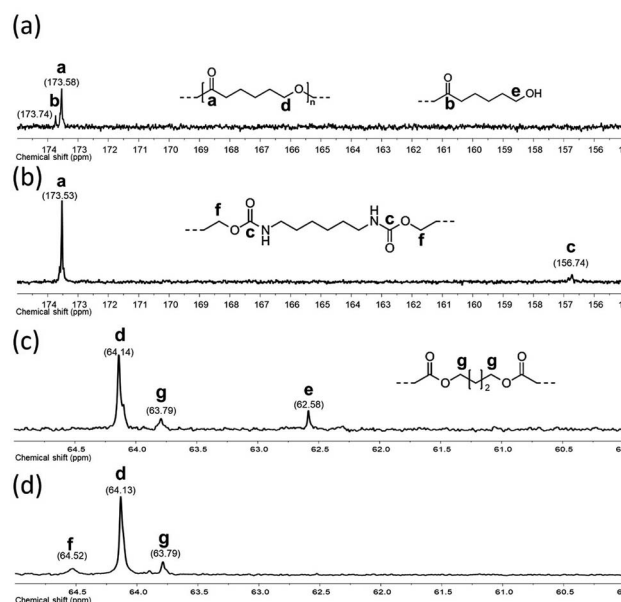 (a)
a
b
(173.58)
(173.74)
O
a
d
O
n
O
b
e
OH
174 173 172 171 170 169 168 167 166 165 164 163 162 161 160 159 158 157 156
Chemical shift (ppm)
(b)
a
(173.53)
f
O
c
O
N
H
H
N
c
O
O
f
c
(156.74)
174 173 172 171 170 169 168 167 166 165 164 163 162 161 160 159 158 157 156
Chemical shift (ppm)
(c)
d
(64.14)
g
(63.79)
e
(62.58)
O
O
g
2
g
O
O
64.5 64.0 63.5 63.0 62.5 62.0 61.5 61.0 60.5
Chemical shift (ppm)
(d)
d
(64.13)
f
(64.52)
g
(63.79)
64.5 64.0 63.5 63.0 62.5 62.0 61.5 61.0 60.5
Chemical shift (ppm)